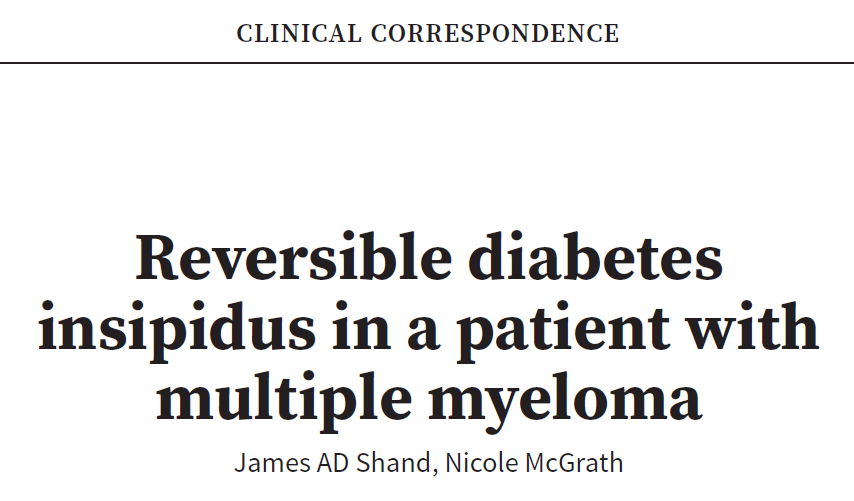 CLINICAL CORRESPONDENCE
Reversible diabetes
insipidus in a patient with
multiple myeloma
James AD Shand, Nicole McGrath